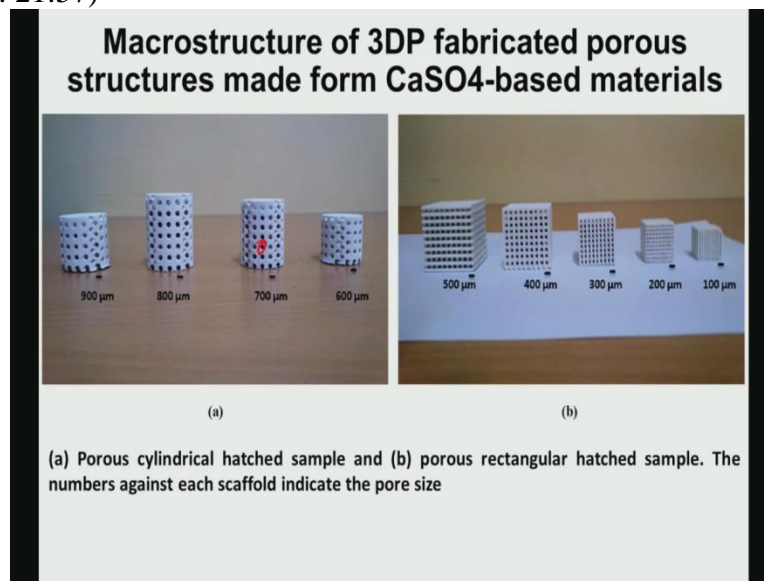 : 21:37)
Macrostructure of 3DP fabricated porous
structures made form CaSO4-based materials
900 μm 800 μm 700 μm 600 μm
500 μm 400 μm 300 μm 200 μm 100 μm
(a) (b)
(a) Porous cylindrical hatched sample and (b) porous rectangular hatched sample. The
numbers against each scaffold indicate the pore size